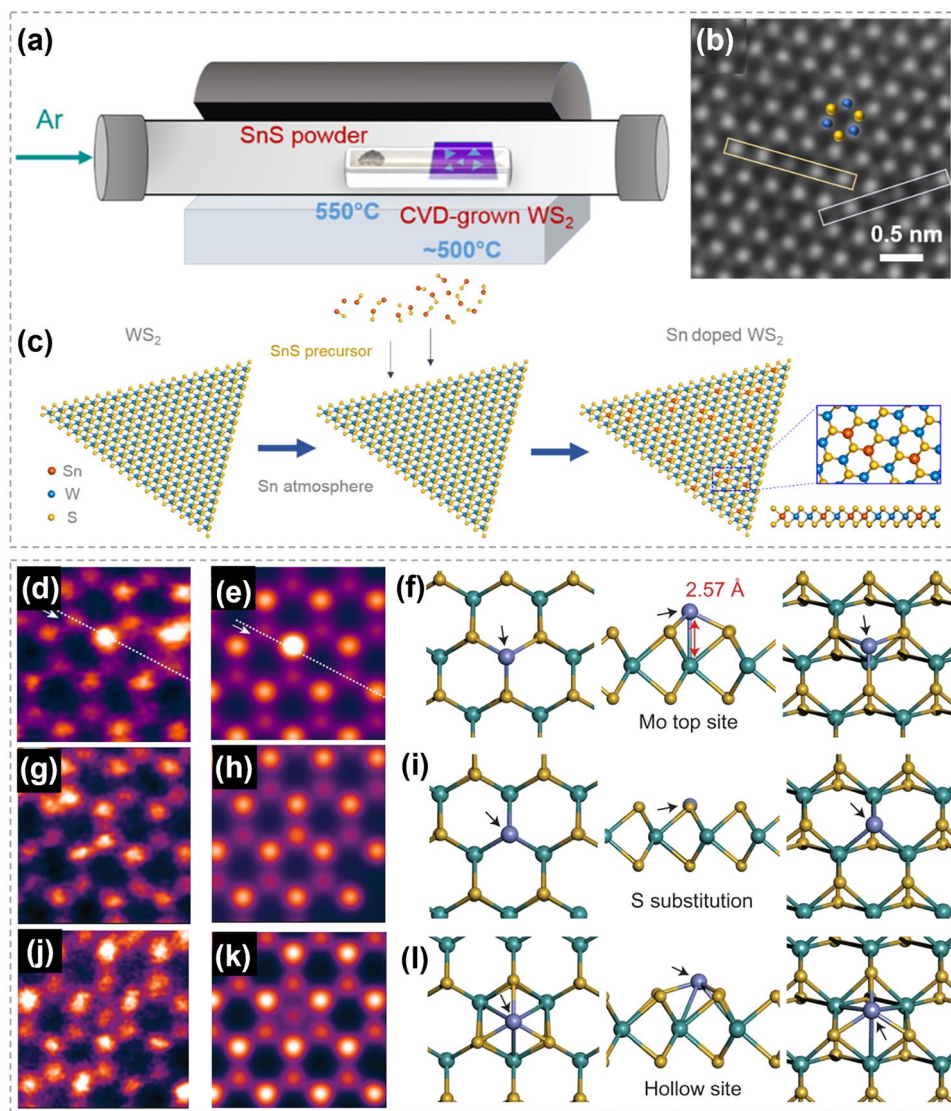 (a)
Ar
SnS powder
550°C
CVD-grown WS₂
~500°C
(b)
0.5 nm
(c)
WS₂
SnS precursor
Sn atmosphere
Sn doped WS₂
Sn
W
S
(d)
(e)
(f)
2.57 Å
Mo top site
(g)
(h)
(i)
S substitution
(j)
(k)
(l)
Hollow site